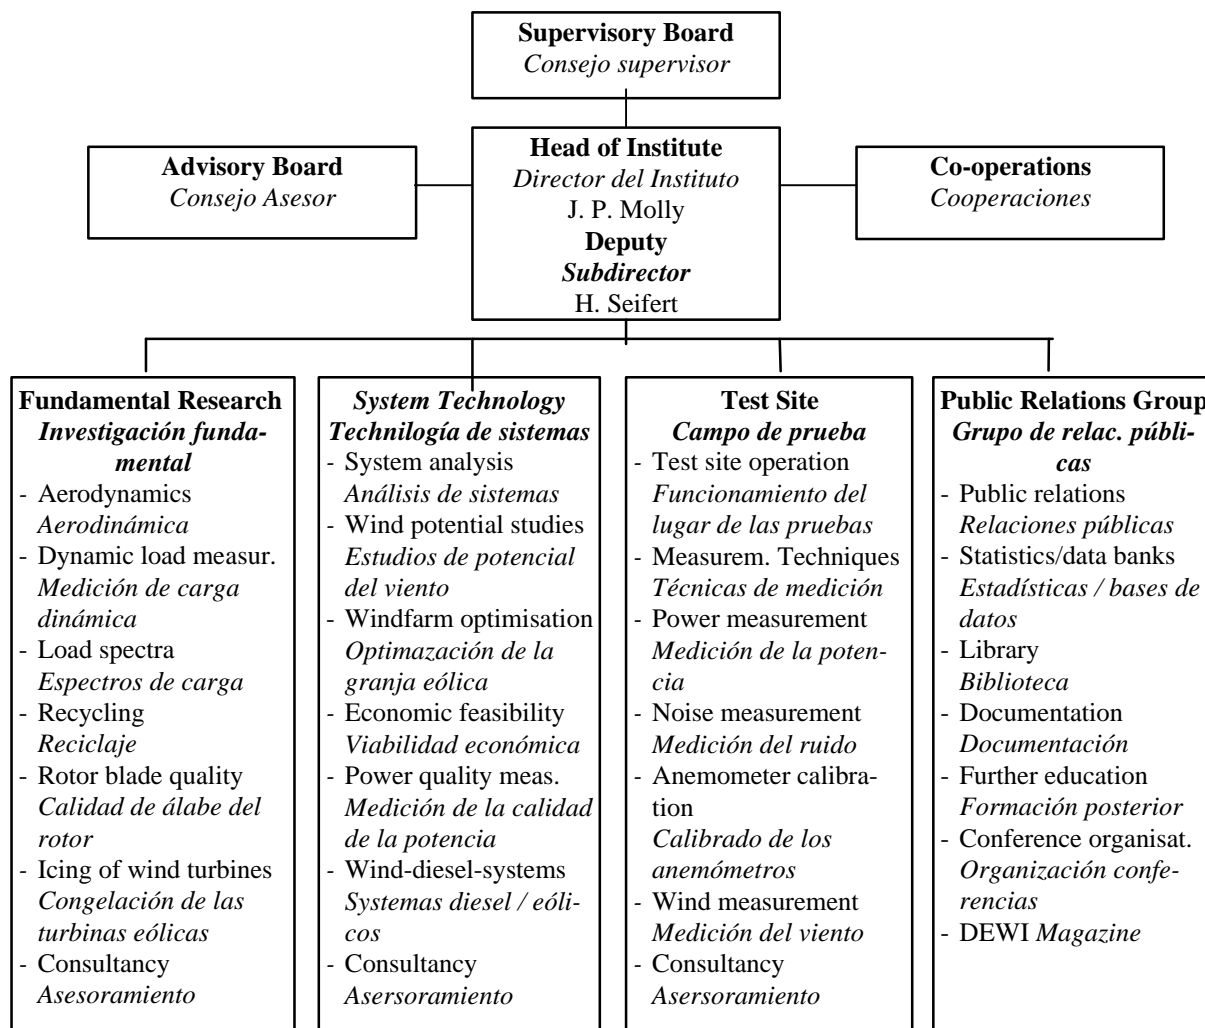 Supervisory Board
Consejo supervisor
Advisory Board
Consejo Asesor
Head of Institute
Director del Instituto
J. P. Molly
Deputy
Subdirector
H. Seifert
Co-operations
Cooperaciones
Fundamental Research
Investigación funda-
mental
- Aerodynamics
Aerodinámica
- Dynamic load measur.
Medición de carga
dinámica
- Load spectra
Espectros de carga
- Recycling
Reciclaje
- Rotor blade quality
Calidad de álabe del
rotor
- Icing of wind turbines
Congelación de las
turbinas eólicas
- Consultancy
Asesoramiento
System Technology
Technilogía de sistemas
- System analysis
Análisis de sistemas
- Wind potential studies
Estudios de potencial
del viento
- Windfarm optimisation
Optimazación de la
granja eólica
- Economic feasibility
Viabilidad económica
- Power quality meas.
Medición de la calidad
de la potencia
- Wind-diesel-systems
Systemas diesel / eóli-
cos
- Consultancy
Asersoramiento
Test Site
Campo de prueba
- Test site operation
Funcionamiento del
lugar de las pruebas
- Measurem. Techniques
Técnicas de medición
- Power measurement
Medición de la poten-
cia
- Noise measurement
Medición del ruido
- Anemometer calibra-
tion
Calibrado de los
anemómetros
- Wind measurement
Medición del viento
- Consultancy
Asersoramiento
Public Relations Group
Grupo de relac. públi-
cas
- Public relations
Relaciones públicas
- Statistics/data banks
Estadísticas / bases de
datos
- Library
Biblioteca
- Documentation
Documentación
- Further education
Formación posterior
- Conference organisat.
Organización confe-
rencias
- DEWI Magazine